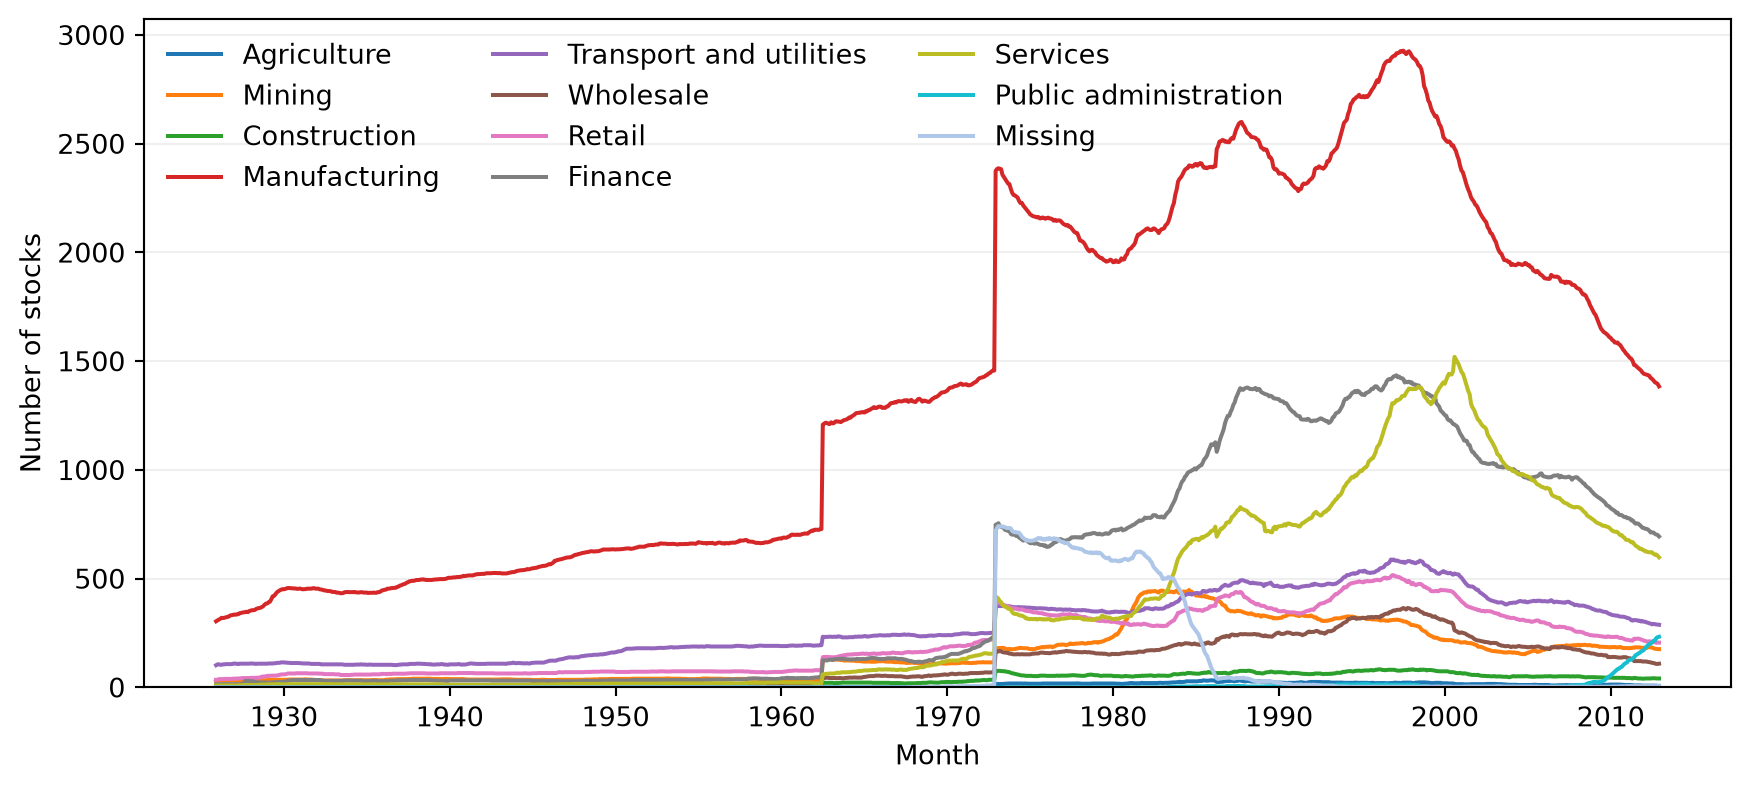 3000
2500
2000
1500
1000
500
0
Number of stocks
Agriculture
Mining
Construction
Manufacturing
Transport and utilities
Wholesale
Retail
Finance
Services
Public administration
Missing
1930 1940 1950 1960 1970 1980 1990 2000 2010
Month